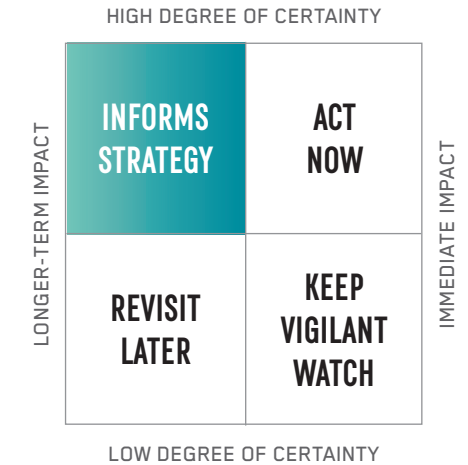 HIGH DEGREE OF CERTAINTY
LONGER-TERM IMPACT
INFORMS
STRATEGY
ACT
NOW
IMMEDIATE IMPACT
REVISIT
LATER
KEEP
VIGILANT
WATCH
LOW DEGREE OF CERTAINTY